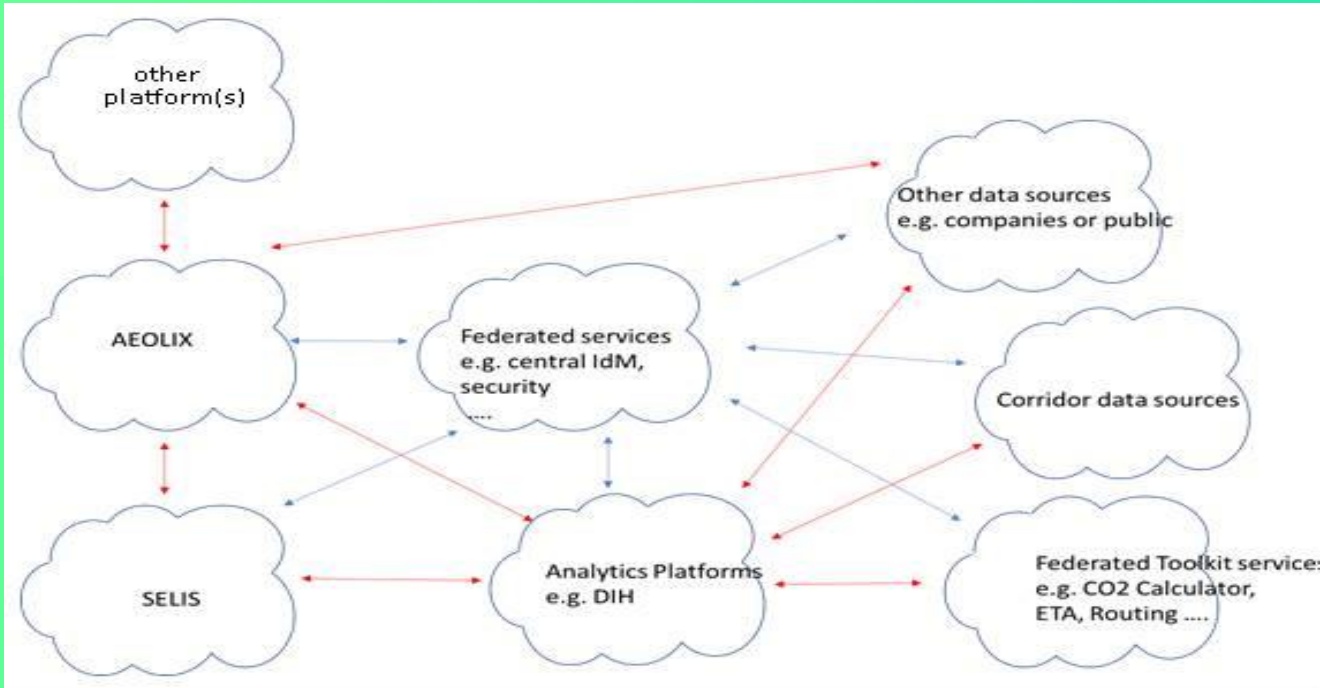 other
platform(s)
Other data sources
e.g. companies or public
AEOLIX
Federated services
e.g. central IdM,
security
....
Corridor data sources
SELIS
Analytics Platforms
e.g. DIH
Federated Toolkit services
e.g. CO2 Calculator,
ETA, Routing ....